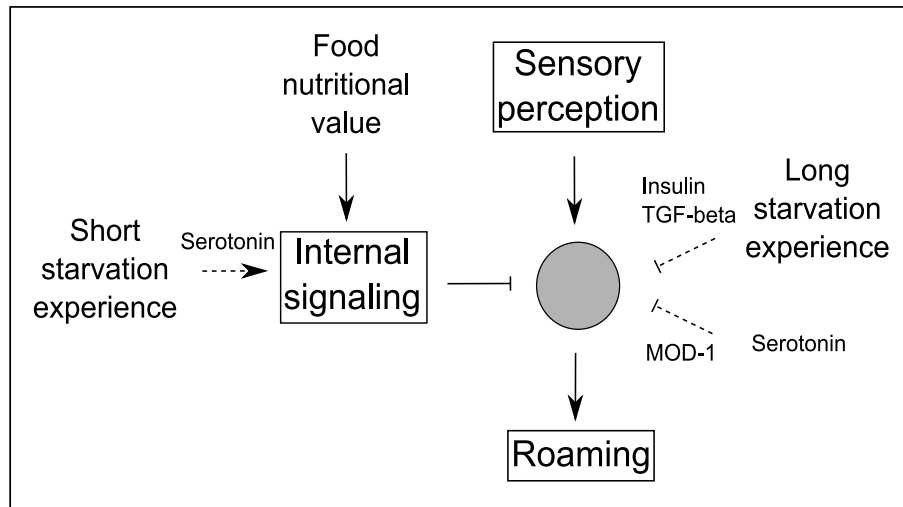 Food
nutritional
value
Sensory
perception
Insulin
TGF-beta
Long
starvation
experience
Short
starvation
experience
Serotonin
Internal
signaling
MOD-1
Serotonin
Roaming